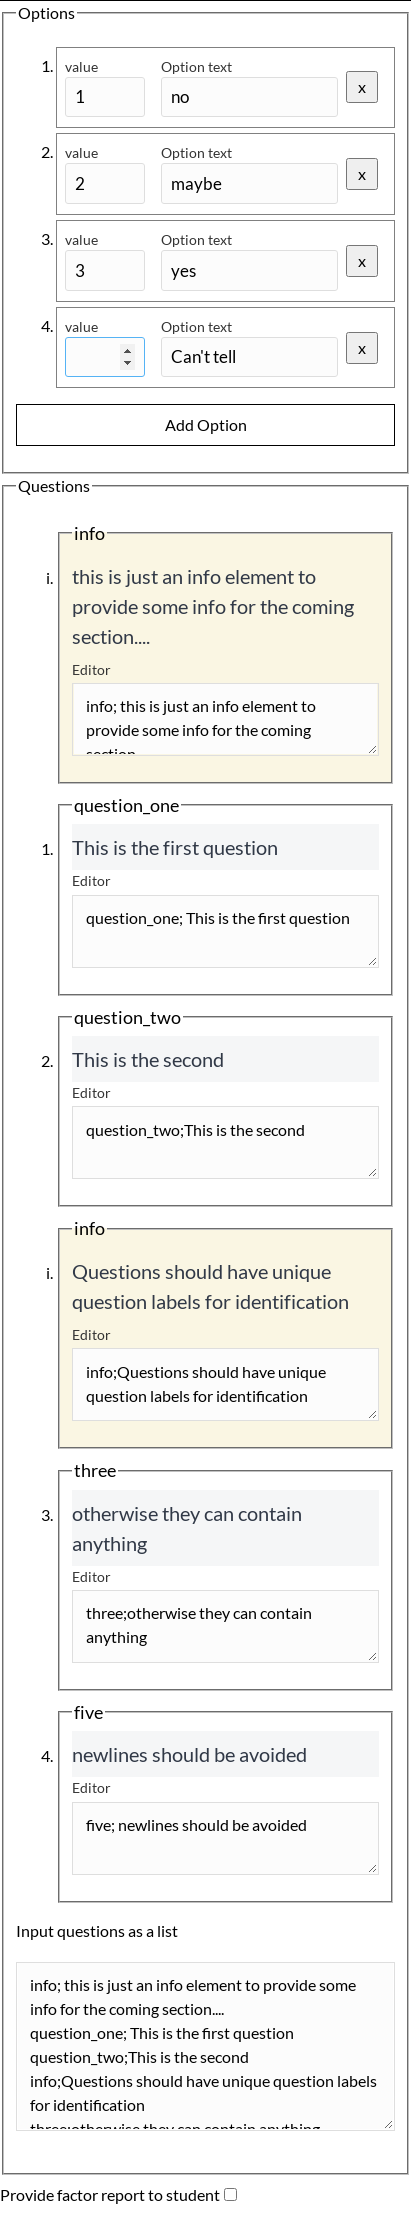 Options
1. value Option text
1 no x
2. value Option text
2 maybe x
3. value Option text
3 yes x
4. value Option text
Can't tell x
Add Option
Questions
info
i. this is just an info element to
provide some info for the coming
section....
Editor
info; this is just an info element to
provide some info for the coming
section
question_one
1. This is the first question
Editor
question_one; This is the first question
question_two
2. This is the second
Editor
question_two;This is the second
info
i. Questions should have unique
question labels for identification
Editor
info;Questions should have unique
question labels for identification
three
3. otherwise they can contain
anything
Editor
three;otherwise they can contain
anything
five
4. newlines should be avoided
Editor
five; newlines should be avoided
Input questions as a list
info; this is just an info element to provide some
info for the coming section....
question_one; This is the first question
question_two;This is the second
info;Questions should have unique question labels
for identification
three;otherwise they can contain anything
Provide factor report to student